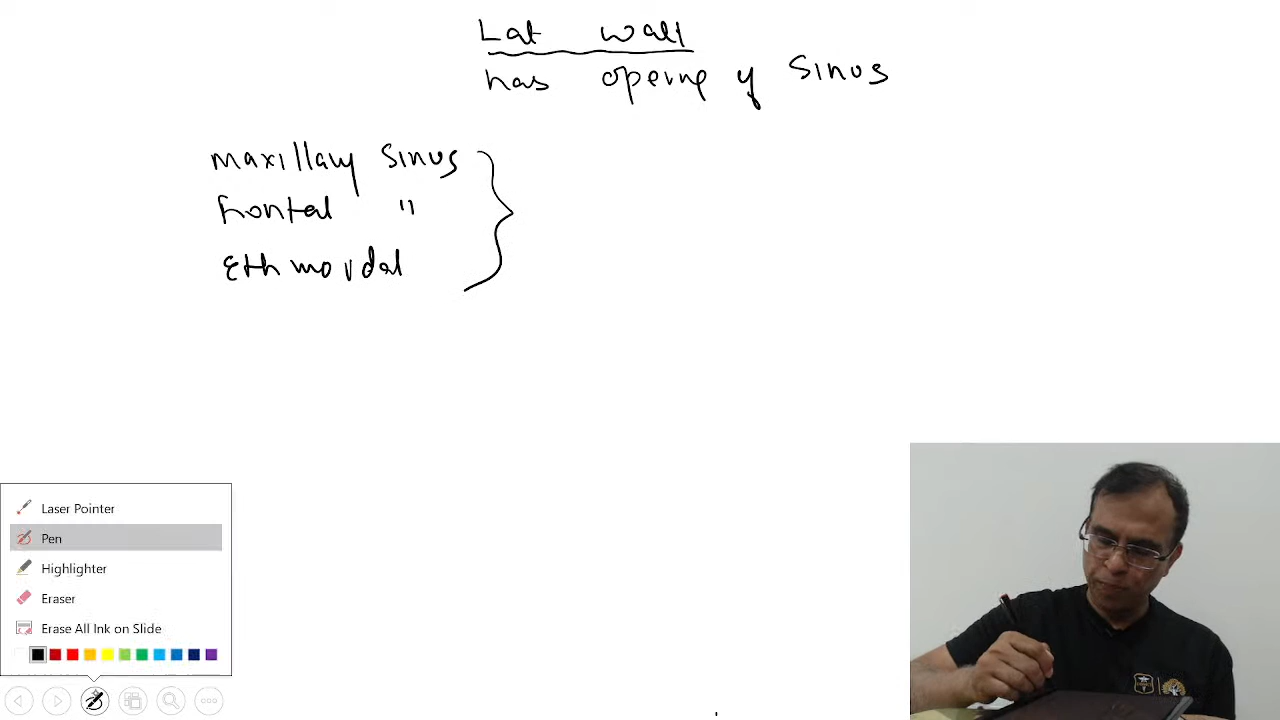 Lat wall
has opening of Sinus
maxillary Sinus
frontal "
Ethmoidal
Laser Pointer
Pen
Highlighter
Eraser
Erase All Ink on Slide